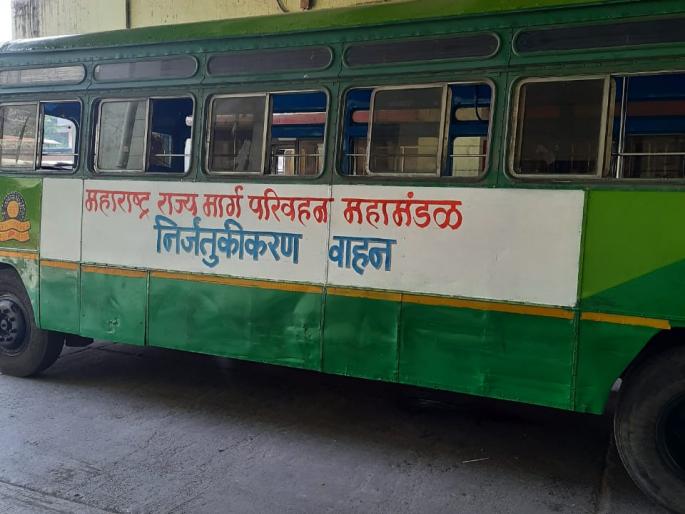 महाराष्ट्र राज्य मार्ग परिवहन महामंडळ
निर्जंतुकीकरण वाहन